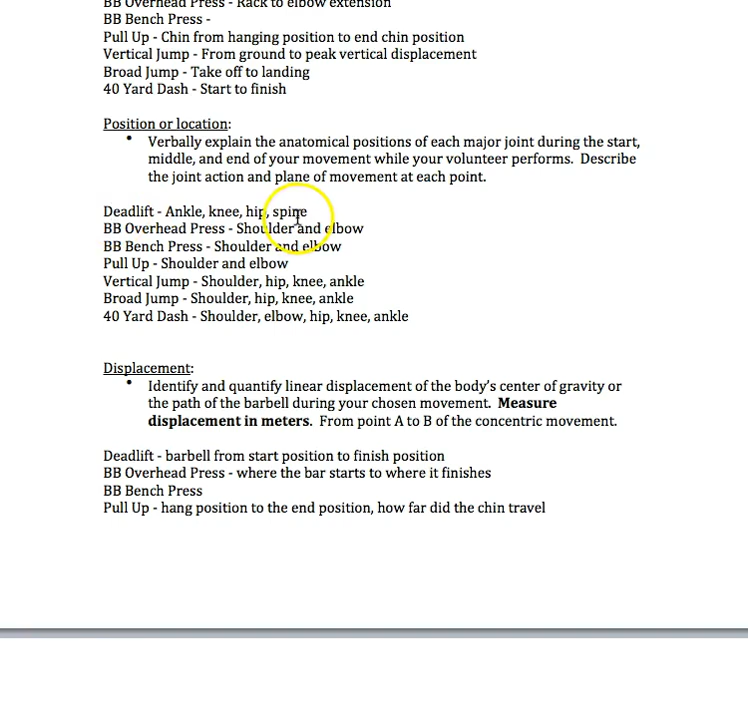 BB Overhead Press - Rack to elbow extension
BB Bench Press -
Pull Up - Chin from hanging position to end chin position
Vertical Jump - From ground to peak vertical displacement
Broad Jump - Take off to landing
40 Yard Dash - Start to finish
Position or location:
• Verbally explain the anatomical positions of each major joint during the start,
middle, and end of your movement while your volunteer performs. Describe
the joint action and plane of movement at each point.
Deadlift - Ankle, knee, hip, spine
BB Overhead Press - Shoulder and elbow
BB Bench Press - Shoulder and elbow
Pull Up - Shoulder and elbow
Vertical Jump - Shoulder, hip, knee, ankle
Broad Jump - Shoulder, hip, knee, ankle
40 Yard Dash - Shoulder, elbow, hip, knee, ankle
Displacement:
• Identify and quantify linear displacement of the body's center of gravity or
the path of the barbell during your chosen movement. Measure
displacement in meters. From point A to B of the concentric movement.
Deadlift - barbell from start position to finish position
BB Overhead Press - where the bar starts to where it finishes
BB Bench Press
Pull Up - hang position to the end position, how far did the chin travel